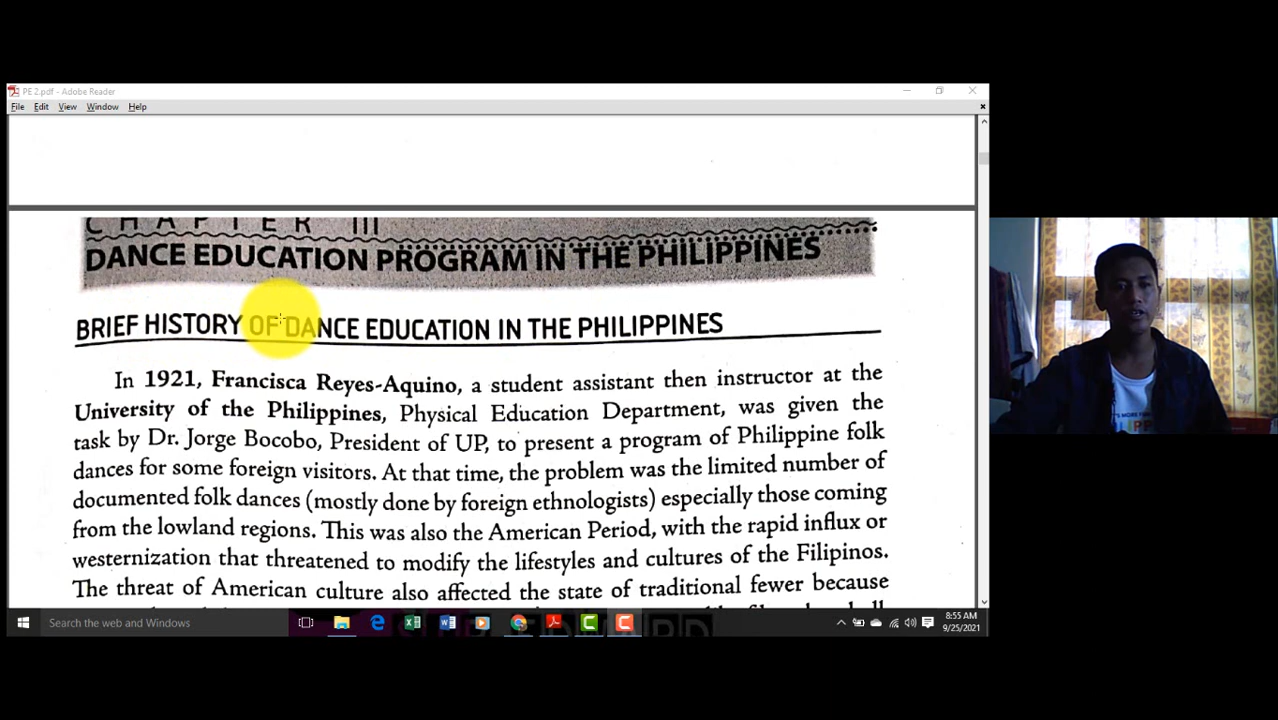 PE 2.pdf - Adobe Reader
File Edit View Window Help
CHAPTER III
DANCE EDUCATION PROGRAM IN THE PHILIPPINES
BRIEF HISTORY OF DANCE EDUCATION IN THE PHILIPPINES
In 1921, Francisca Reyes-Aquino, a student assistant then instructor at the
University of the Philippines, Physical Education Department, was given the
task by Dr. Jorge Bocobo, President of UP, to present a program of Philippine folk
dances for some foreign visitors. At that time, the problem was the limited number of
documented folk dances (mostly done by foreign ethnologists) especially those coming
from the lowland regions. This was also the American Period, with the rapid influx or
westernization that threatened to modify the lifestyles and cultures of the Filipinos.
The threat of American culture also affected the state of traditional fewer because
Search the web and Windows
8:55 AM
9/25/2021